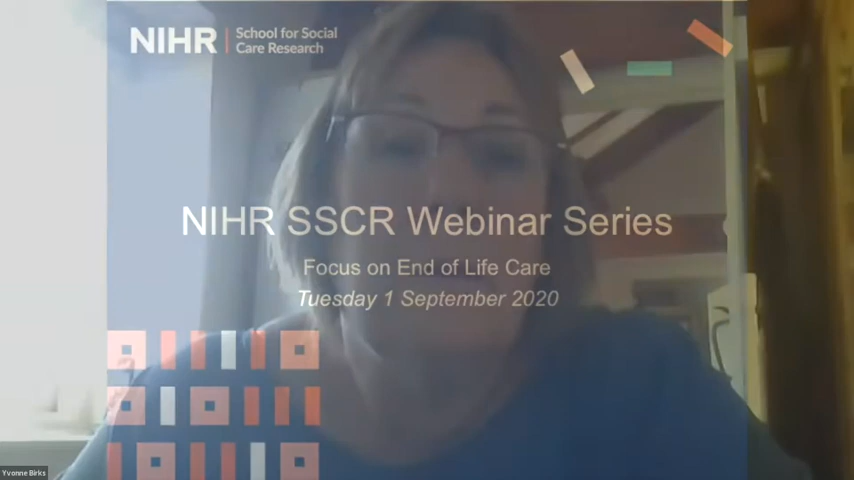 NIHR | School for Social
Care Research
NIHR SSCR Webinar Series
Focus on End of Life Care
Tuesday 1 September 2020
Yvonne Birks